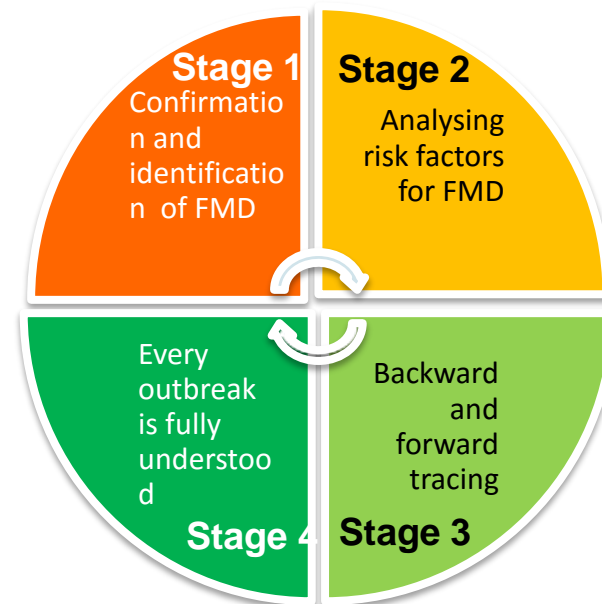 Stage 1
Confirmatio
n and
identificatio
n of FMD
Stage 2
Analysing
risk factors
for FMD
Every
outbreak
is fully
understoo
d
Stage 4
Backward
and
forward
tracing
Stage 3